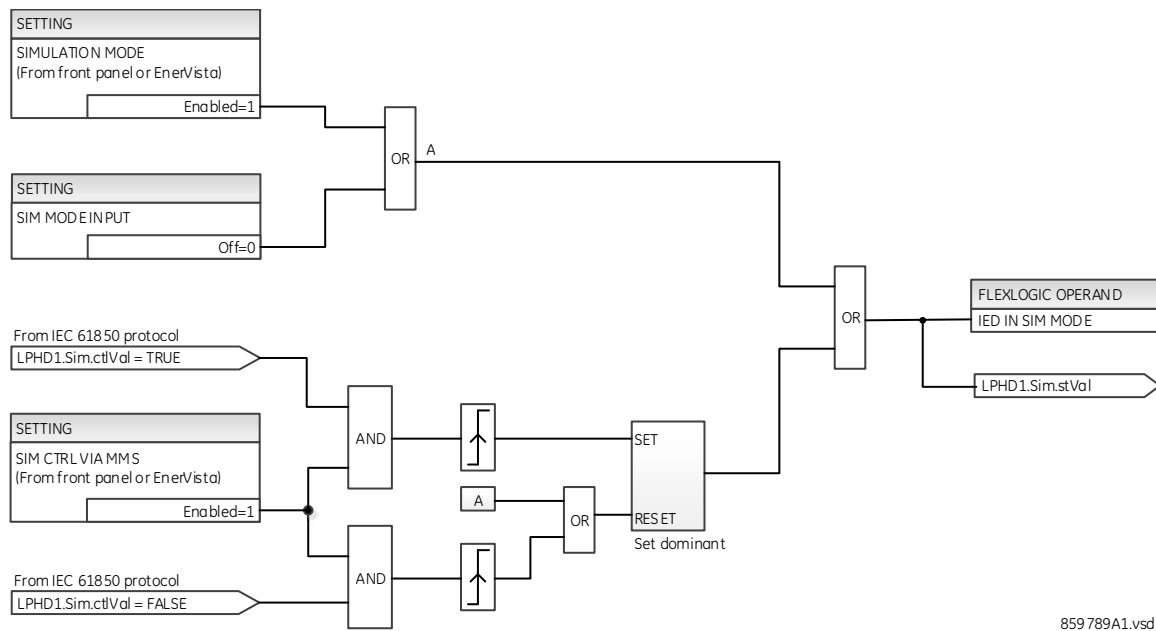 SETTING
SIMULATION MODE
(From front panel or EnerVista)
Enabled=1
OR
A
SETTING
SIM MODE INPUT
Off=0
OR
FLEXLOGIC OPERAND
IED IN SIM MODE
LPHD1.Sim.stVal
From IEC 61850 protocol
LPHD1.Sim.ctlVal = TRUE
AND
SETTING
SIM CTRL VIA MMS
(From front panel or EnerVista)
Enabled=1
SET
A
OR
RESET
Set dominant
AND
From IEC 61850 protocol
LPHD1.Sim.ctlVal = FALSE
859789A1.vsd